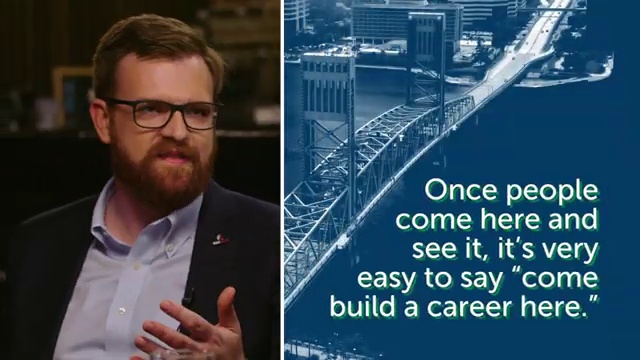 Once people
come here and
see it, it’s very
easy to say “come
build a career here.”